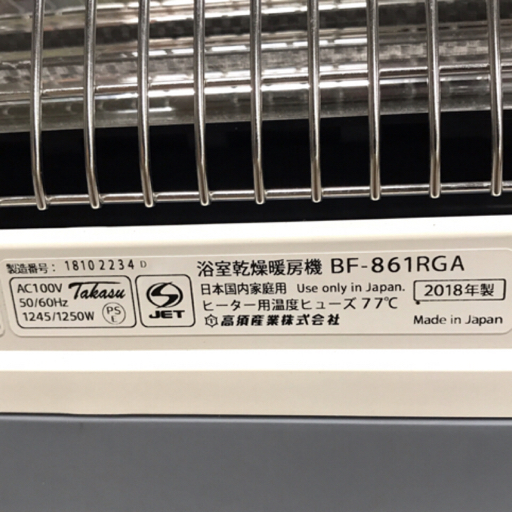 製造番号: 18102234 D
浴室乾燥暖房機 BF-861RGA
AC100V
50/60Hz
1245/1250W
Takasu
PS
E
S
JET
日本国内家庭用 Use only in Japan.
ヒーター用温度ヒューズ 77℃
高須産業株式会社
2018年製
Made in Japan